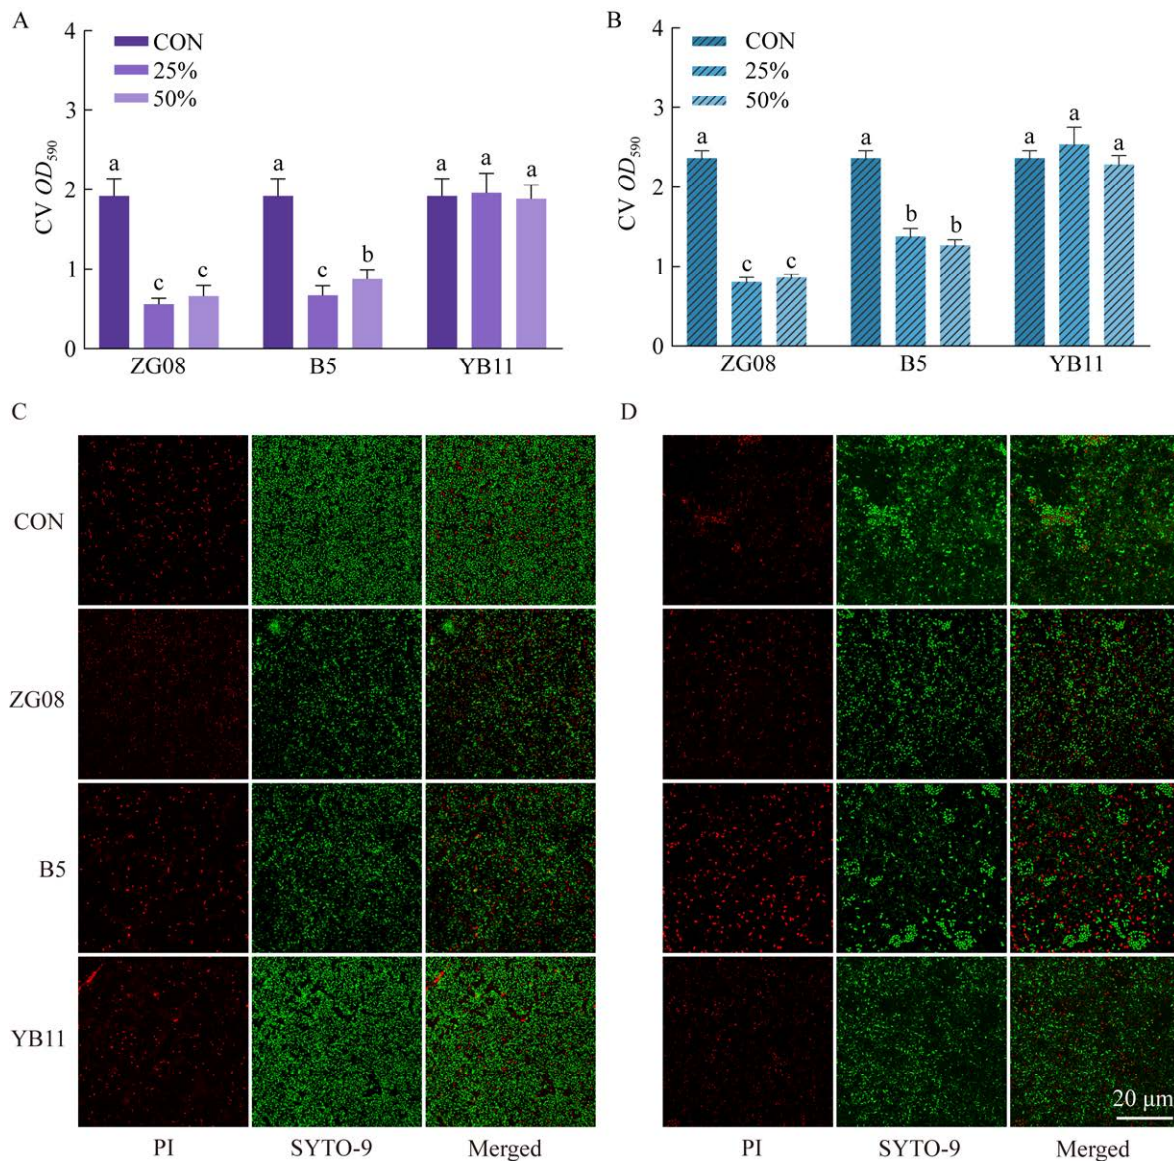 A
4
3
2
1
0
CV OD590
CON
25%
50%
a
c
c
a
c
b
a
a
a
ZG08
B5
YB11
B
4
3
2
1
0
CV OD590
CON
25%
50%
a
c
c
a
b
b
a
a
a
ZG08
B5
YB11
C
CON
ZG08
B5
YB11
PI
SYTO-9
Merged
D
20 μm
PI
SYTO-9
Merged